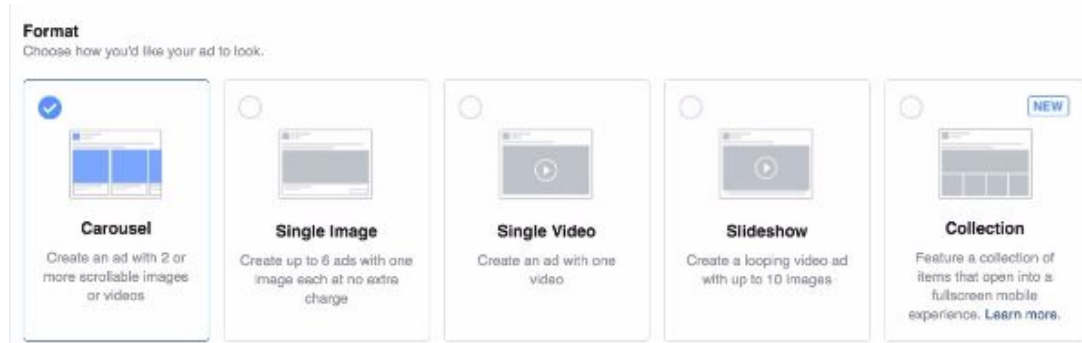 Format
Choose how you'd like your ad to look.
NEW
Carousel
Create an ad with 2 or
more scrollable images
or videos
Single Image
Create up to 6 ads with one
image each at no extra
charge
Single Video
Create an ad with one
video
Slideshow
Create a looping video ad
with up to 10 images
Collection
Feature a collection of
items that open into a
fullscreen mobile
experience. Learn more.